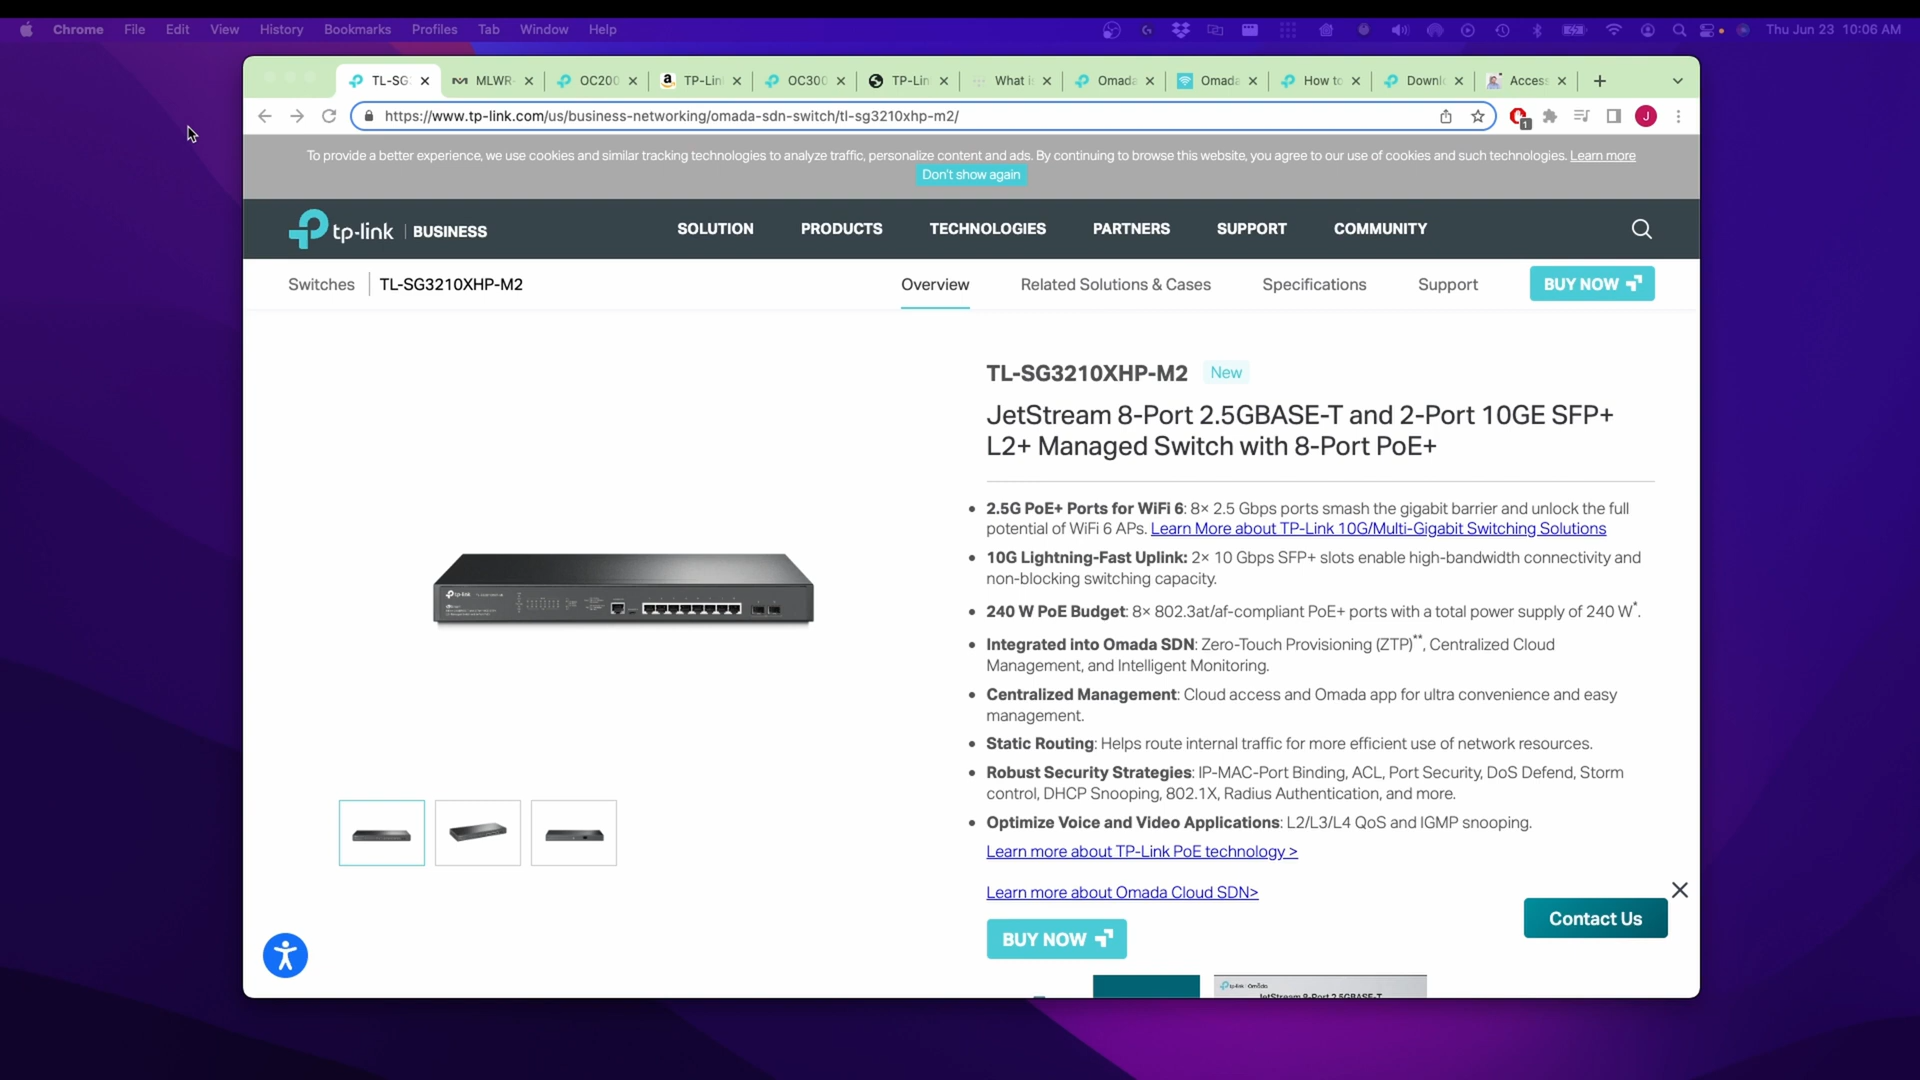 Chrome File Edit View History Bookmarks Profiles Tab Window Help Thu Jun 23 10:06 AM
TL-SG3 MLWR- OC200 TP-Lin OC300 TP-Lin What i Omada Omada How to Downl Access
https://www.tp-link.com/us/business-networking/omada-sdn-switch/tl-sg3210xhp-m2/ 1 J
To provide a better experience, we use cookies and similar tracking technologies to analyze traffic, personalize content and ads. By continuing to browse this website, you agree to our use of cookies and such technologies. Learn more
Don't show again
tp-link | BUSINESS SOLUTION PRODUCTS TECHNOLOGIES PARTNERS SUPPORT COMMUNITY
Switches TL-SG3210XHP-M2 Overview Related Solutions & Cases Specifications Support BUY NOW
TL-SG3210XHP-M2 New
JetStream 8-Port 2.5GBASE-T and 2-Port 10GE SFP+
L2+ Managed Switch with 8-Port PoE+
• 2.5G PoE+ Ports for WiFi 6: 8× 2.5 Gbps ports smash the gigabit barrier and unlock the full
potential of WiFi 6 APs. Learn More about TP-Link 10G/Multi-Gigabit Switching Solutions
• 10G Lightning-Fast Uplink: 2× 10 Gbps SFP+ slots enable high-bandwidth connectivity and
non-blocking switching capacity.
• 240 W PoE Budget: 8× 802.3at/af-compliant PoE+ ports with a total power supply of 240 W*.
• Integrated into Omada SDN: Zero-Touch Provisioning (ZTP)**, Centralized Cloud
Management, and Intelligent Monitoring.
• Centralized Management: Cloud access and Omada app for ultra convenience and easy
management.
• Static Routing: Helps route internal traffic for more efficient use of network resources.
• Robust Security Strategies: IP-MAC-Port Binding, ACL, Port Security, DoS Defend, Storm
control, DHCP Snooping, 802.1X, Radius Authentication, and more.
• Optimize Voice and Video Applications: L2/L3/L4 QoS and IGMP snooping.
Learn more about TP-Link PoE technology >
Learn more about Omada Cloud SDN>
BUY NOW
Contact Us
tp-link
tp-link Omada
JetStream 8-Port 2.5GBASE-T